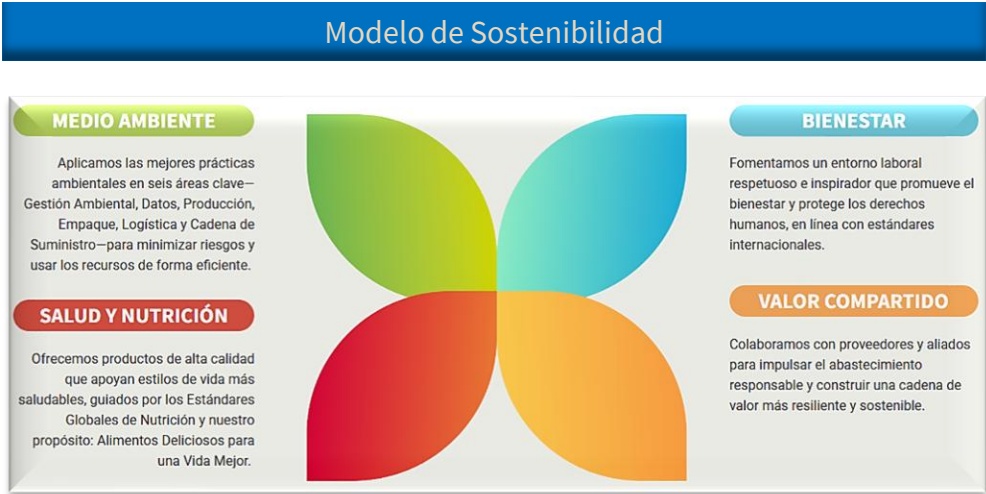 Modelo de Sostenibilidad
MEDIO AMBIENTE
Aplicamos las mejores prácticas
ambientales en seis áreas clave—
Gestión Ambiental, Datos, Producción,
Empaque, Logística y Cadena de
Suministro—para minimizar riesgos y
usar los recursos de forma eficiente.
SALUD Y NUTRICIÓN
Ofrecemos productos de alta calidad
que apoyan estilos de vida más
saludables, guiados por los Estándares
Globales de Nutrición y nuestro
propósito: Alimentos Deliciosos para
una Vida Mejor.
BIENESTAR
Fomentamos un entorno laboral
respetuoso e inspirador que promueve el
bienestar y protege los derechos
humanos, en línea con estándares
internacionales.
VALOR COMPARTIDO
Colaboramos con proveedores y aliados
para impulsar el abastecimiento
responsable y construir una cadena de
valor más resiliente y sostenible.